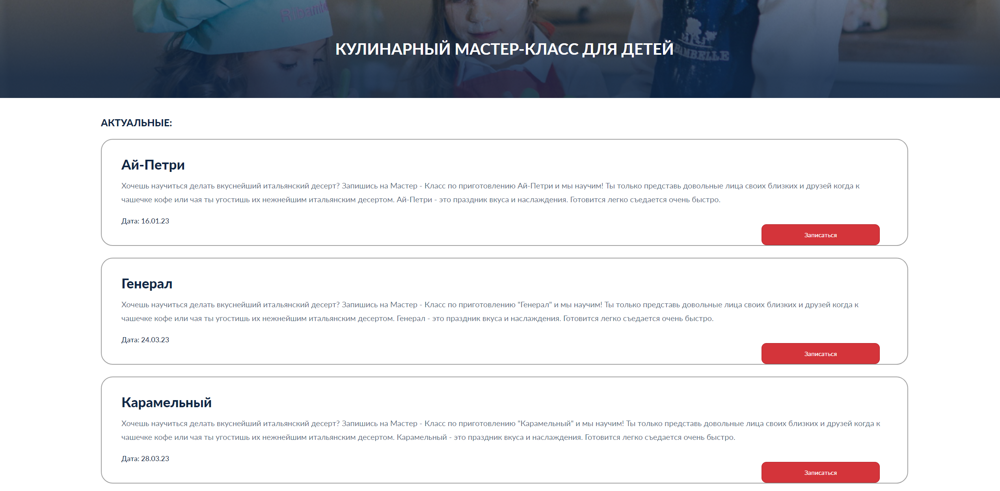 Ribambelle
КУЛИНАРНЫЙ МАСТЕР-КЛАСС ДЛЯ ДЕТЕЙ
АКТУАЛЬНЫЕ:
Ай-Петри
Хочешь научиться делать вкуснейший итальянский десерт? Запишись на Мастер - Класс по приготовлению Ай-Петри и мы научим! Ты только представь довольные лица своих близких и друзей когда к
чашечке кофе или чая ты угостишь их нежнейшим итальянским десертом. Ай-Петри - это праздник вкуса и наслаждения. Готовится легко съедается очень быстро.
Дата: 16.01.23
Записаться
Генерал
Хочешь научиться делать вкуснейший итальянский десерт? Запишись на Мастер - Класс по приготовлению "Генерал" и мы научим! Ты только представь довольные лица своих близких и друзей когда к
чашечке кофе или чая ты угостишь их нежнейшим итальянским десертом. Генерал - это праздник вкуса и наслаждения. Готовится легко съедается очень быстро.
Дата: 24.03.23
Записаться
Карамельный
Хочешь научиться делать вкуснейший итальянский десерт? Запишись на Мастер - Класс по приготовлению "Карамельный" и мы научим! Ты только представь довольные лица своих близких и друзей когда к
чашечке кофе или чая ты угостишь их нежнейшим итальянским десертом. Карамельный - это праздник вкуса и наслаждения. Готовится легко съедается очень быстро.
Дата: 28.03.23
Записаться